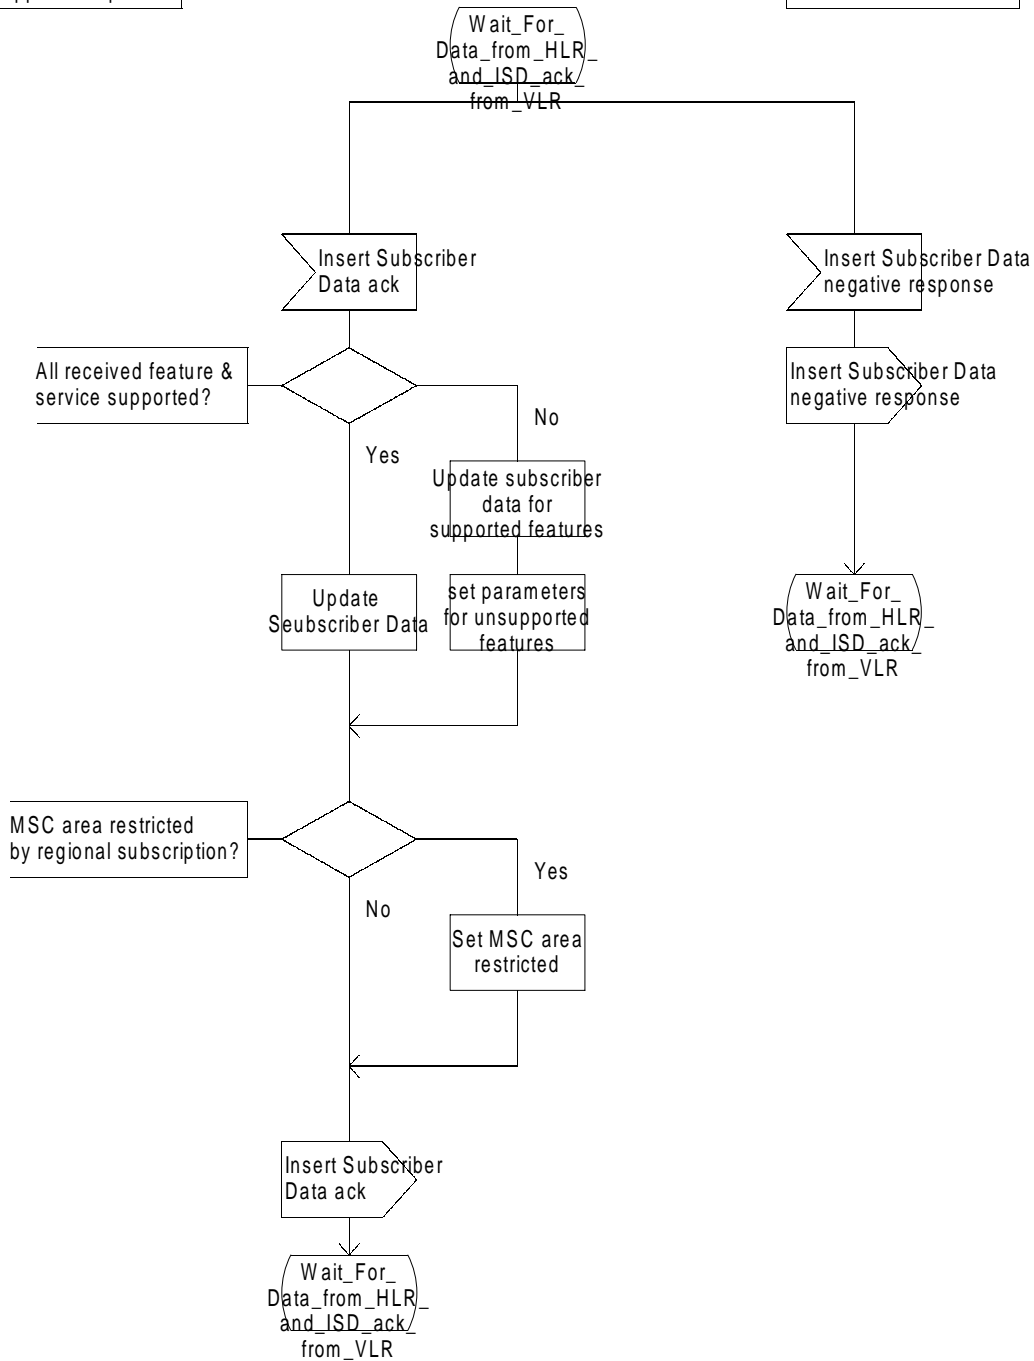 Wait_For_
Data_from_HLR_
and_ISD_ack_
from_VLR
Insert Subscriber
Data ack
Insert Subscriber Data
negative response
All received feature &
service supported?
Insert Subscriber Data
negative response
No
Yes
Update subscriber
data for
supported features
Update
Seubscriber Data
set parameters
for unsupported
features
Wait_For_
Data_from_HLR_
and_ISD_ack_
from_VLR
MSC area restricted
by regional subscription?
Yes
No
Set MSC area
restricted
Insert Subscriber
Data ack
Wait_For_
Data_from_HLR_
and_ISD_ack_
from_VLR